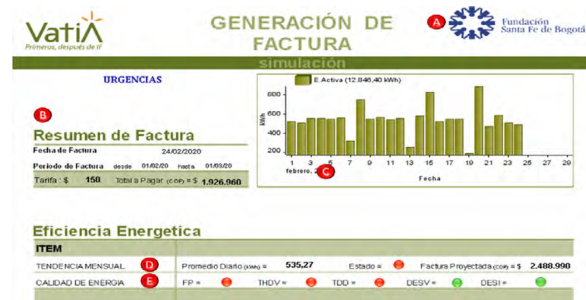 VatiA
Primeros, después de ti
GENERACIÓN DE
FACTURA
simulación
A
Fundación
Santa Fe de Bogotá
URGENCIAS
B
Resumen de Factura
Fecha de Factura 24/02/2020
Periodo de Factura desde 01/02/20 hasta 01/03/20
Tarifa : $ 150 Total a Pagar (COP) = $ 1.926.960
E.Activa (12.846,40 kWh)
kWh
800
600
400
200
1 3 5 7 9 11 13 15 17 19 21 23 25 27 29
febrero, 2
C
Fecha
Eficiencia Energetica
ITEM
TENDENCIA MENSUAL D Promedio Diario (kWh) = 535,27 Estado = Factura Proyectada (COP) = $ 2.488.990
CALIDAD DE ENERGIA E FP = THDV = TDD = DESV = DESI =